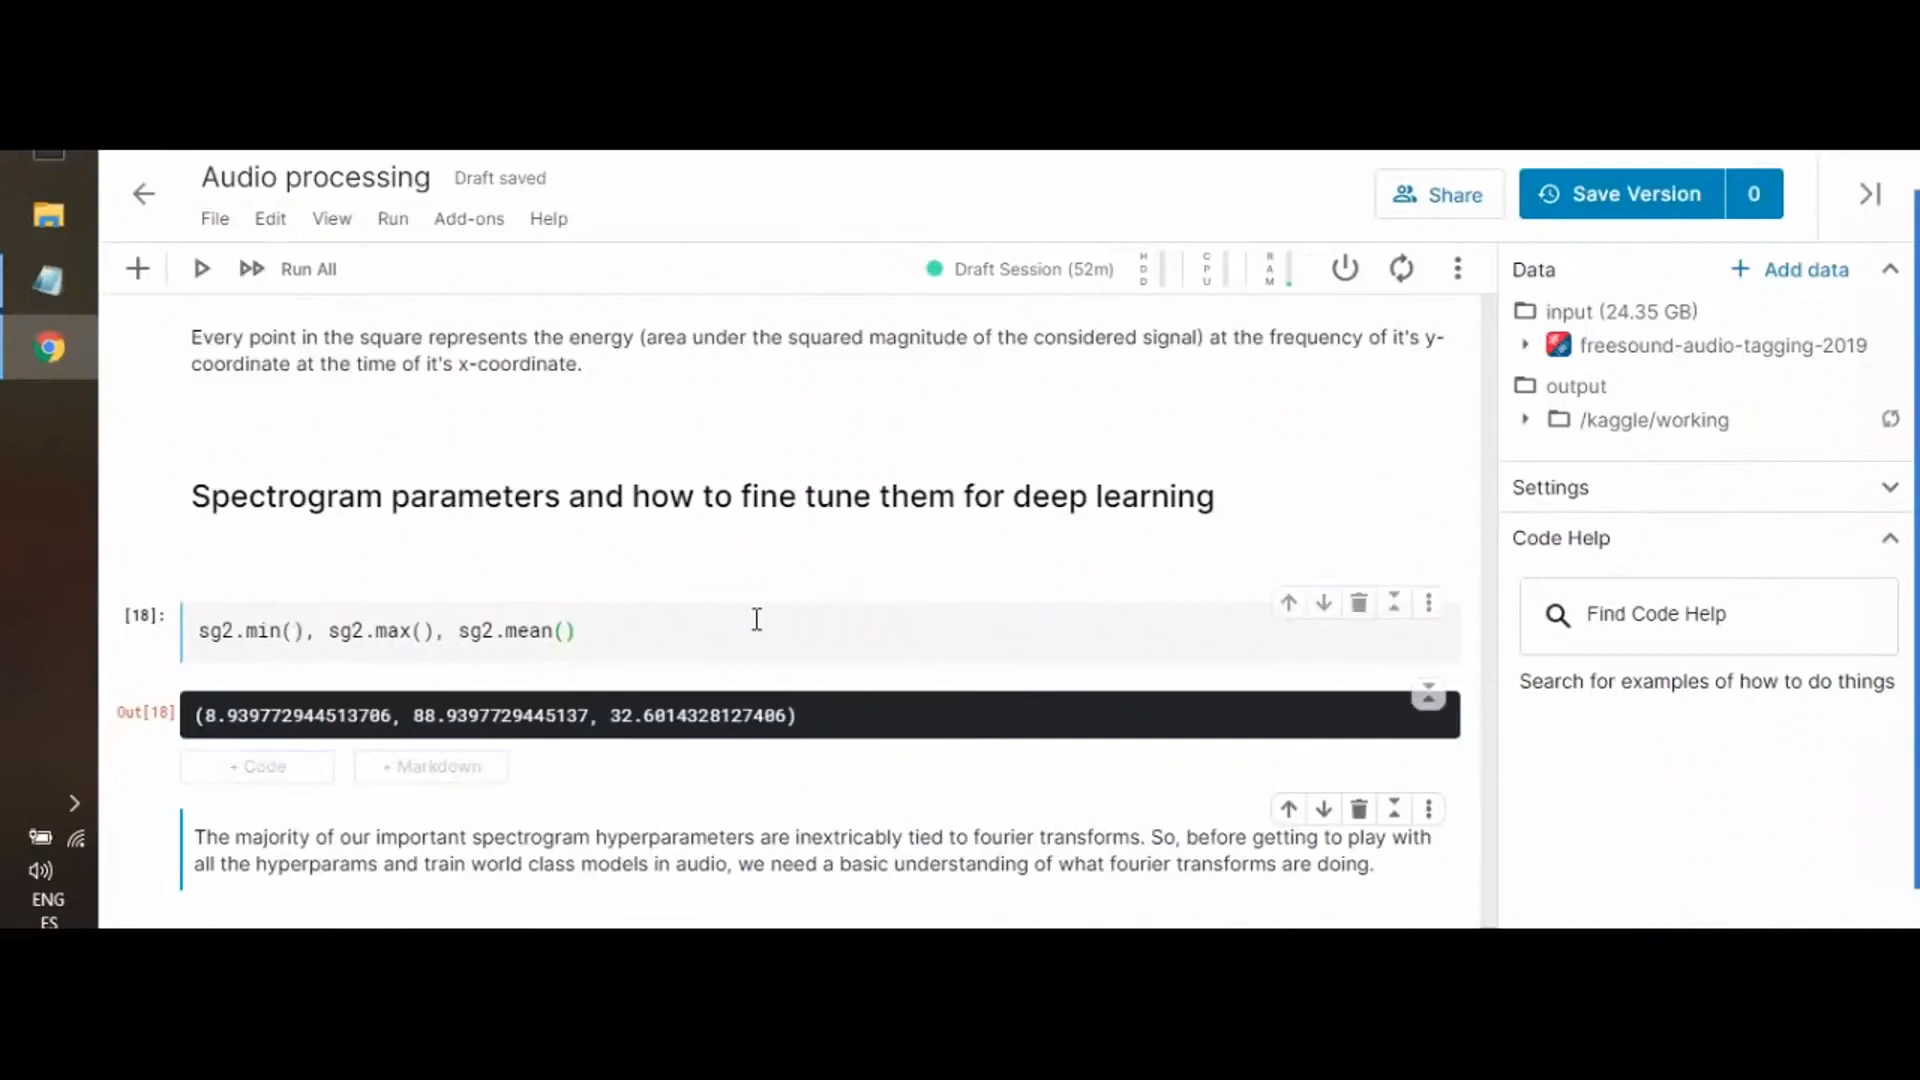 Audio processing Draft saved
File Edit View Run Add-ons Help
Share
Save Version 0
Run All
Draft Session (52m)
HDD
CPU
RAM
Every point in the square represents the energy (area under the squared magnitude of the considered signal) at the frequency of it's y-
coordinate at the time of it's x-coordinate.
Spectrogram parameters and how to fine tune them for deep learning
[18]:
sg2.min(), sg2.max(), sg2.mean()
Out[18]
(8.939772944513706, 88.9397729445137, 32.6014328127406)
+ Code
+ Markdown
The majority of our important spectrogram hyperparameters are inextricably tied to fourier transforms. So, before getting to play with
all the hyperparams and train world class models in audio, we need a basic understanding of what fourier transforms are doing.
Data
+ Add data
input (24.35 GB)
freesound-audio-tagging-2019
output
/kaggle/working
Settings
Code Help
Find Code Help
Search for examples of how to do things
ENG
ES